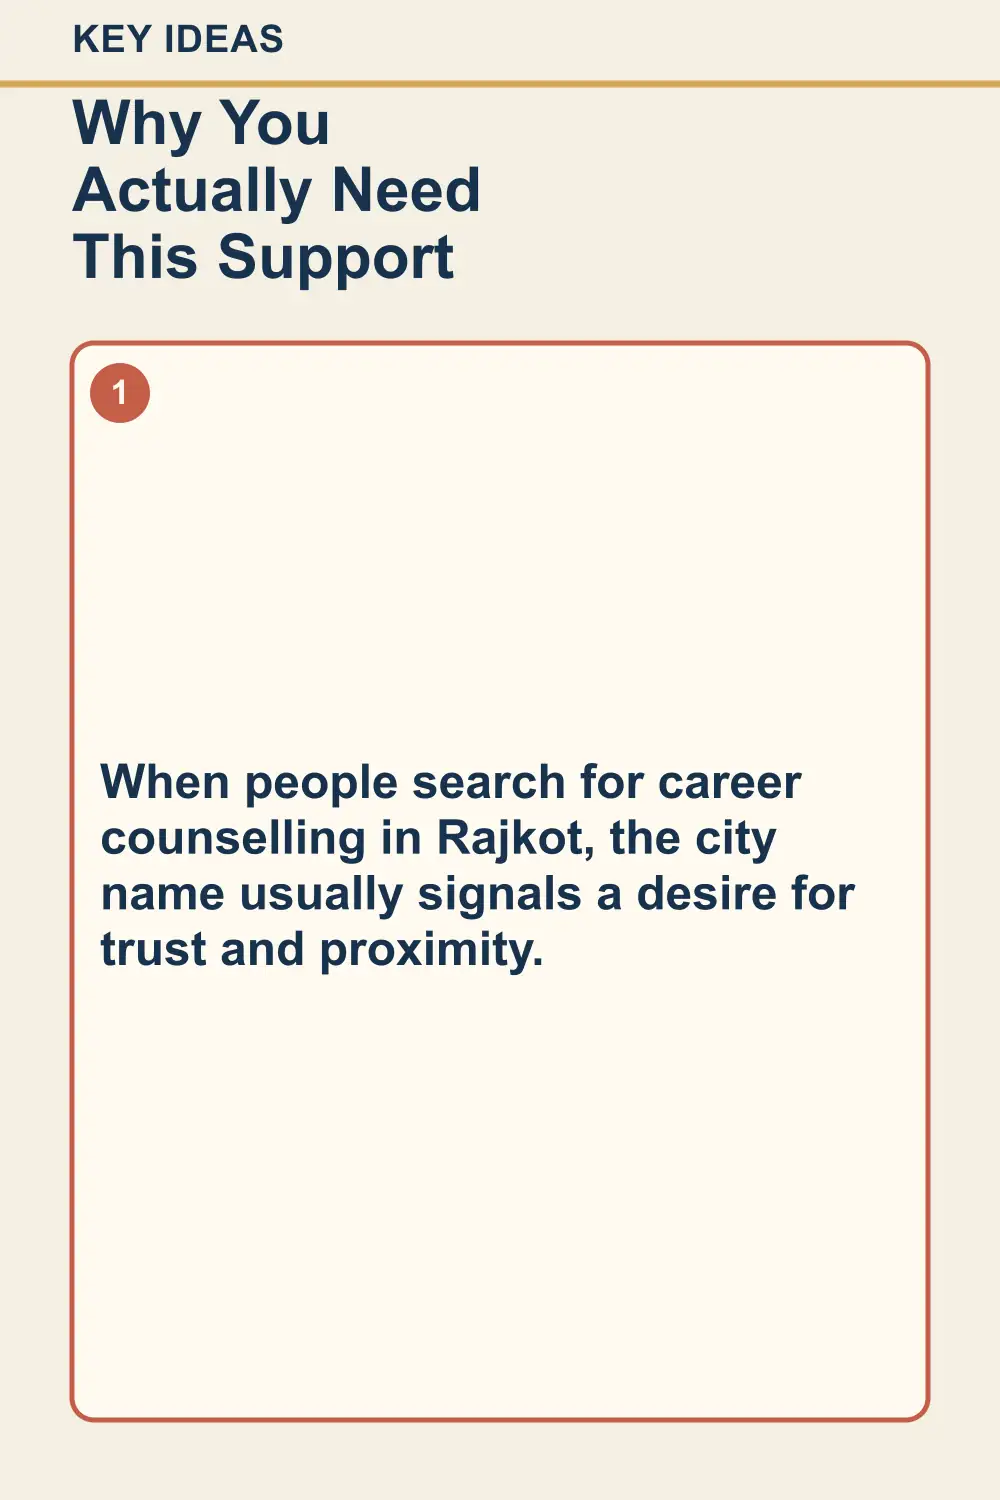 KEY IDEAS
Why You
Actually Need
This Support
1
When people search for career
counselling in Rajkot, the city
name usually signals a desire for
trust and proximity.